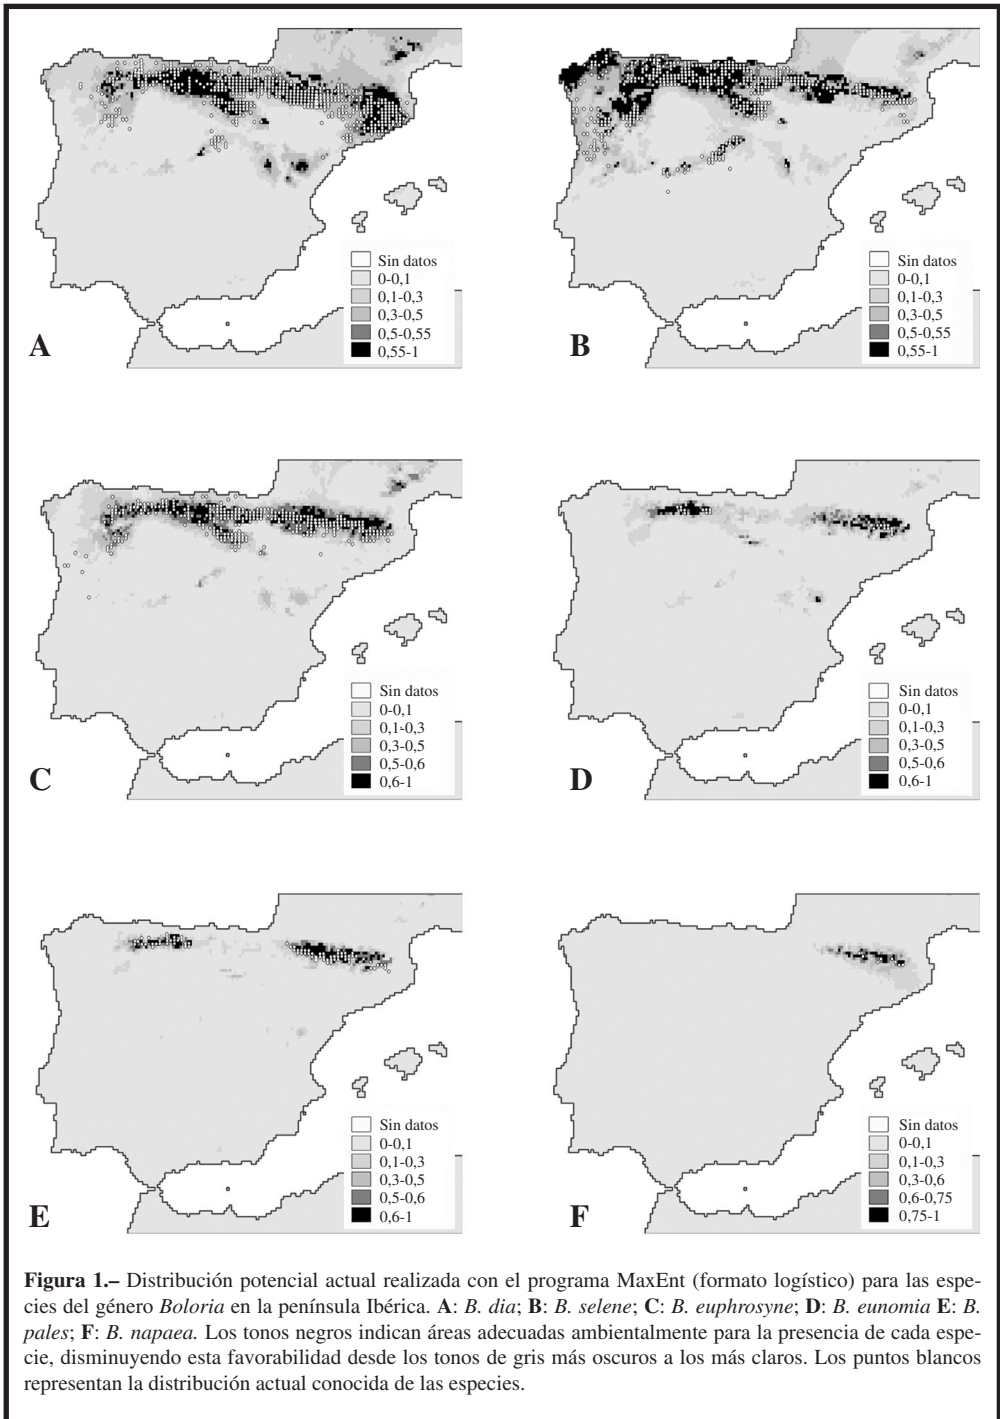 Sin datos
0-0,1
0,1-0,3
0,3-0,5
0,5-0,55
0,55-1
A
Sin datos
0-0,1
0,1-0,3
0,3-0,5
0,5-0,55
0,55-1
B
Sin datos
0-0,1
0,1-0,3
0,3-0,5
0,5-0,6
0,6-1
C
Sin datos
0-0,1
0,1-0,3
0,3-0,5
0,5-0,6
0,6-1
D
Sin datos
0-0,1
0,1-0,3
0,3-0,5
0,5-0,6
0,6-1
E
Sin datos
0-0,1
0,1-0,3
0,3-0,6
0,6-0,75
0,75-1
F
Figura 1.– Distribución potencial actual realizada con el programa MaxEnt (formato logístico) para las espe-
cies del género Boloria en la península Ibérica. A: B. dia; B: B. selene; C: B. euphrosyne; D: B. eunomia E: B.
pales; F: B. napaea. Los tonos negros indican áreas adecuadas ambientalmente para la presencia de cada espe-
cie, disminuyendo esta favorabilidad desde los tonos de gris más oscuros a los más claros. Los puntos blancos
representan la distribución actual conocida de las especies.